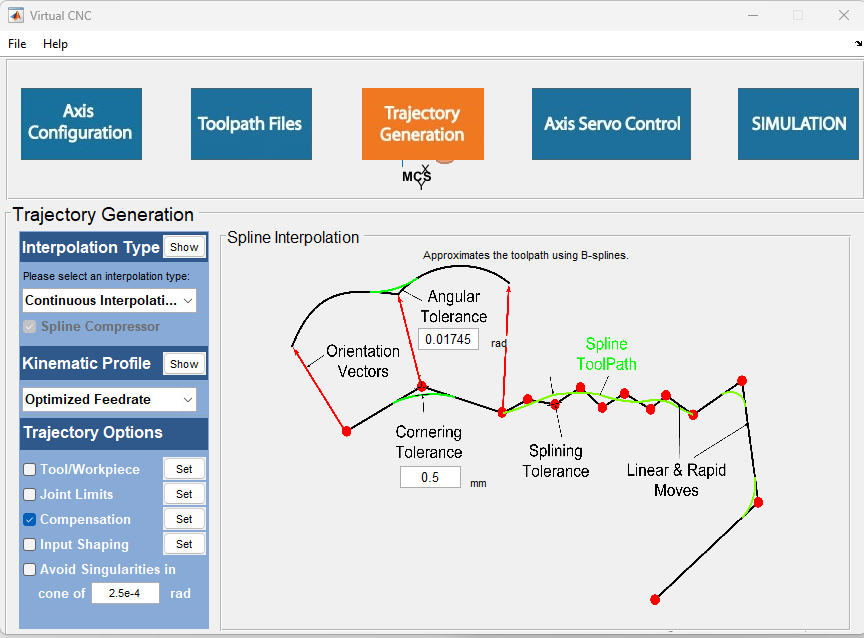 Virtual CNC
File Help
Axis
Configuration
Toolpath Files
Trajectory
Generation
Axis Servo Control
SIMULATION
X
MCS
Y
Trajectory Generation
Interpolation Type Show
Please select an interpolation type:
Continuous Interpolati...
Spline Compressor
Kinematic Profile Show
Optimized Feedrate
Trajectory Options
Tool/Workpiece Set
Joint Limits Set
Compensation Set
Input Shaping Set
Avoid Singularities in
cone of 2.5e-4 rad
Spline Interpolation
Approximates the toolpath using B-splines.
Angular
Tolerance
0.01745 rad
Orientation
Vectors
Spline
ToolPath
Cornering
Tolerance
0.5 mm
Splining
Tolerance
Linear & Rapid
Moves